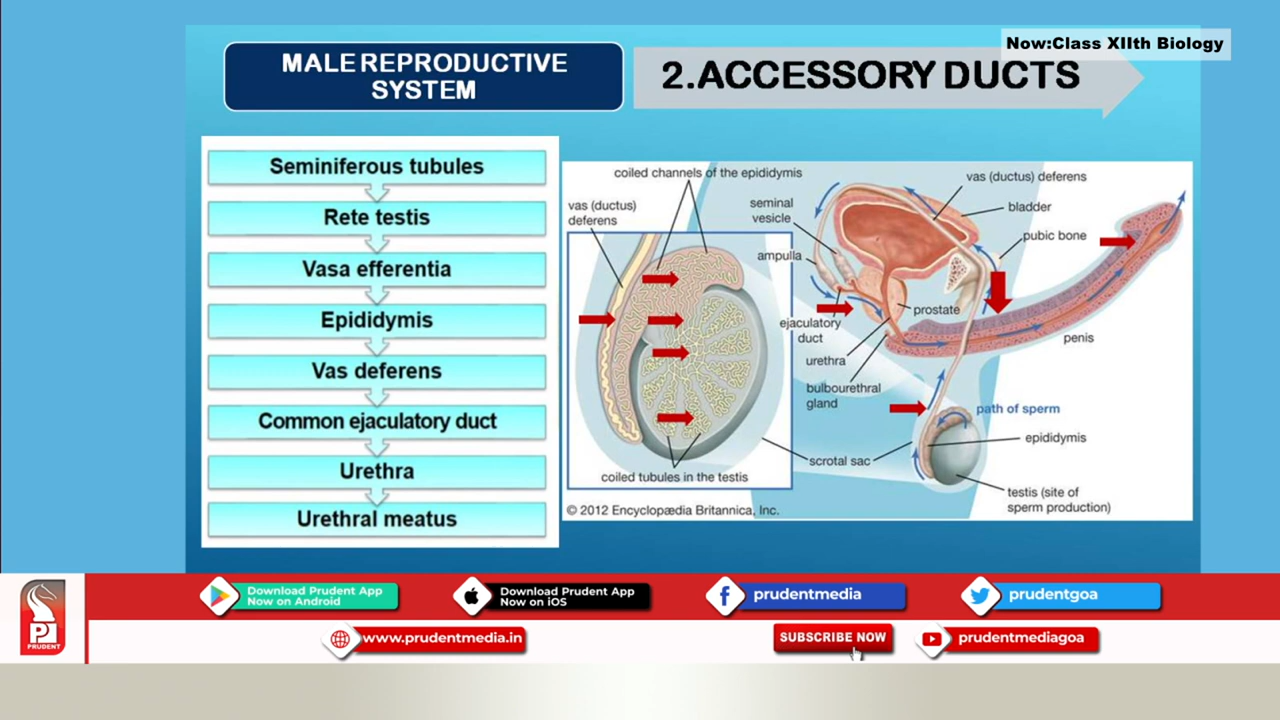 Now:Class XIIth Biology
MALE REPRODUCTIVE
SYSTEM
2.ACCESSORY DUCTS
Seminiferous tubules
Rete testis
Vasa efferentia
Epididymis
Vas deferens
Common ejaculatory duct
Urethra
Urethral meatus
coiled channels of the epididymis
vas (ductus)
deferens
coiled tubules in the testis
seminal
vesicle
ampulla
ejaculatory
duct
urethra
bulbourethral
gland
scrotal sac
vas (ductus) deferens
bladder
pubic bone
prostate
penis
path of sperm
epididymis
testis (site of
sperm production)
© 2012 Encyclopædia Britannica, Inc.
PRUDENT
Download Prudent App
Now on Android
Download Prudent App
Now on iOS
prudentmedia
prudentgoa
www.prudentmedia.in
SUBSCRIBE NOW
prudentmediagoa